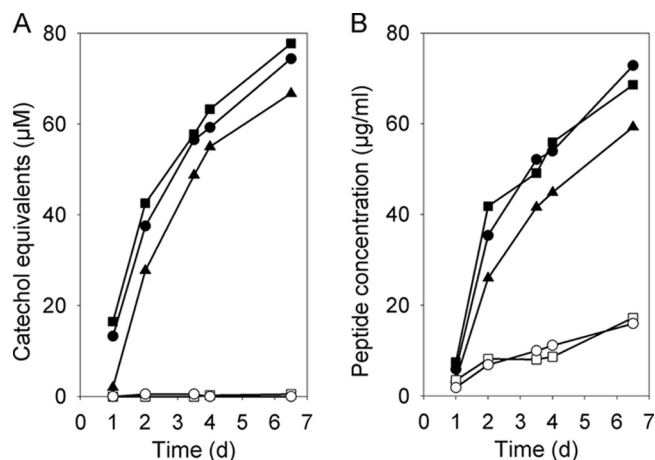 A
Catechol equivalents (µM)
80
60
40
20
0
0 1 2 3 4 5 6 7
Time (d)
B
Peptide concentration (µg/ml)
80
60
40
20
0
0 1 2 3 4 5 6 7
Time (d)